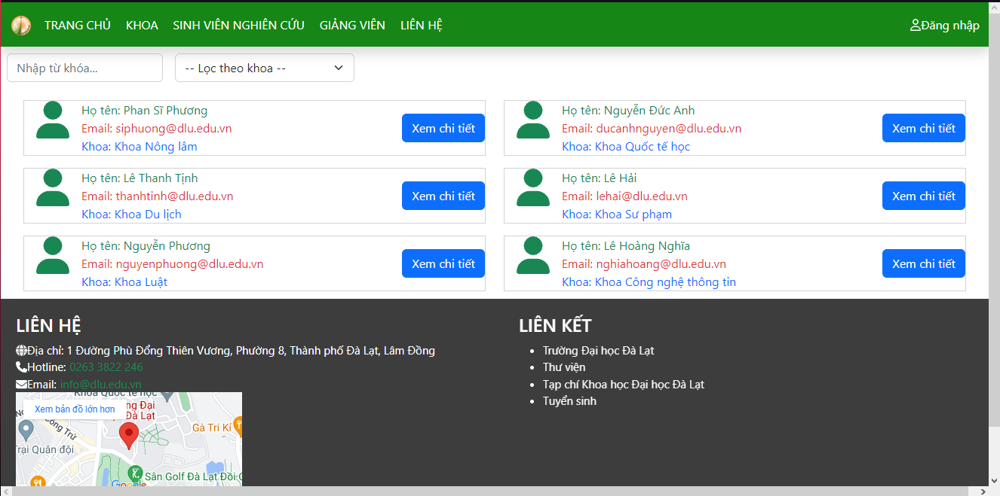 TRANG CHỦ KHOA SINH VIÊN NGHIÊN CỨU GIẢNG VIÊN LIÊN HỆ Đăng nhập
Nhập từ khóa... -- Lọc theo khoa --
Họ tên: Phan Sĩ Phương
Email: siphuong@dlu.edu.vn
Khoa: Khoa Nông lâm
Xem chi tiết
Họ tên: Nguyễn Đức Anh
Email: ducanhnguyen@dlu.edu.vn
Khoa: Khoa Quốc tế học
Xem chi tiết
Họ tên: Lê Thanh Tịnh
Email: thanhtinh@dlu.edu.vn
Khoa: Khoa Du lịch
Xem chi tiết
Họ tên: Lê Hải
Email: lehai@dlu.edu.vn
Khoa: Khoa Sư phạm
Xem chi tiết
Họ tên: Nguyễn Phương
Email: nguyenphuong@dlu.edu.vn
Khoa: Khoa Luật
Xem chi tiết
Họ tên: Lê Hoàng Nghĩa
Email: nghiahoang@dlu.edu.vn
Khoa: Khoa Công nghệ thông tin
Xem chi tiết
LIÊN HỆ
Địa chỉ: 1 Đường Phù Đổng Thiên Vương, Phường 8, Thành phố Đà Lạt, Lâm Đồng
Hotline: 0263 3822 246
Email: info@dlu.edu.vn
Khoa Quốc tế học
Xem bản đồ lớn hơn
ng Đại
Đà Lạt
Gà Tri Kỉ
ông Trứ
Trại Quân đội
Sân Golf Đà Lạt Đồi C
Google
LIÊN KẾT
Trường Đại học Đà Lạt
Thư viện
Tạp chí Khoa học Đại học Đà Lạt
Tuyển sinh